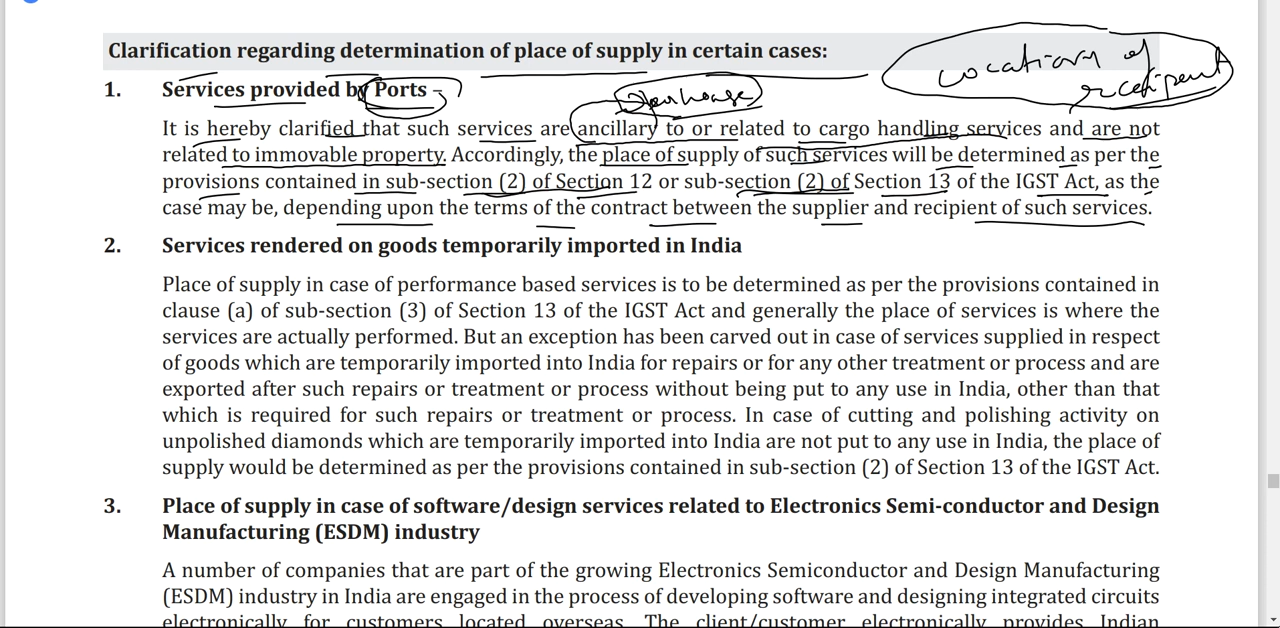 Clarification regarding determination of place of supply in certain cases:
location of
recipient
1. Services provided by Ports -
It is hereby clarified that such services are ancillary to or related to cargo handling services and are not
related to immovable property. Accordingly, the place of supply of such services will be determined as per the
provisions contained in sub-section (2) of Section 12 or sub-section (2) of Section 13 of the IGST Act, as the
case may be, depending upon the terms of the contract between the supplier and recipient of such services.
2. Services rendered on goods temporarily imported in India
Place of supply in case of performance based services is to be determined as per the provisions contained in
clause (a) of sub-section (3) of Section 13 of the IGST Act and generally the place of services is where the
services are actually performed. But an exception has been carved out in case of services supplied in respect
of goods which are temporarily imported into India for repairs or for any other treatment or process and are
exported after such repairs or treatment or process without being put to any use in India, other than that
which is required for such repairs or treatment or process. In case of cutting and polishing activity on
unpolished diamonds which are temporarily imported into India are not put to any use in India, the place of
supply would be determined as per the provisions contained in sub-section (2) of Section 13 of the IGST Act.
3. Place of supply in case of software/design services related to Electronics Semi-conductor and Design
Manufacturing (ESDM) industry
A number of companies that are part of the growing Electronics Semiconductor and Design Manufacturing
(ESDM) industry in India are engaged in the process of developing software and designing integrated circuits
electronically for customers located overseas. The client/customer electronically provides Indian